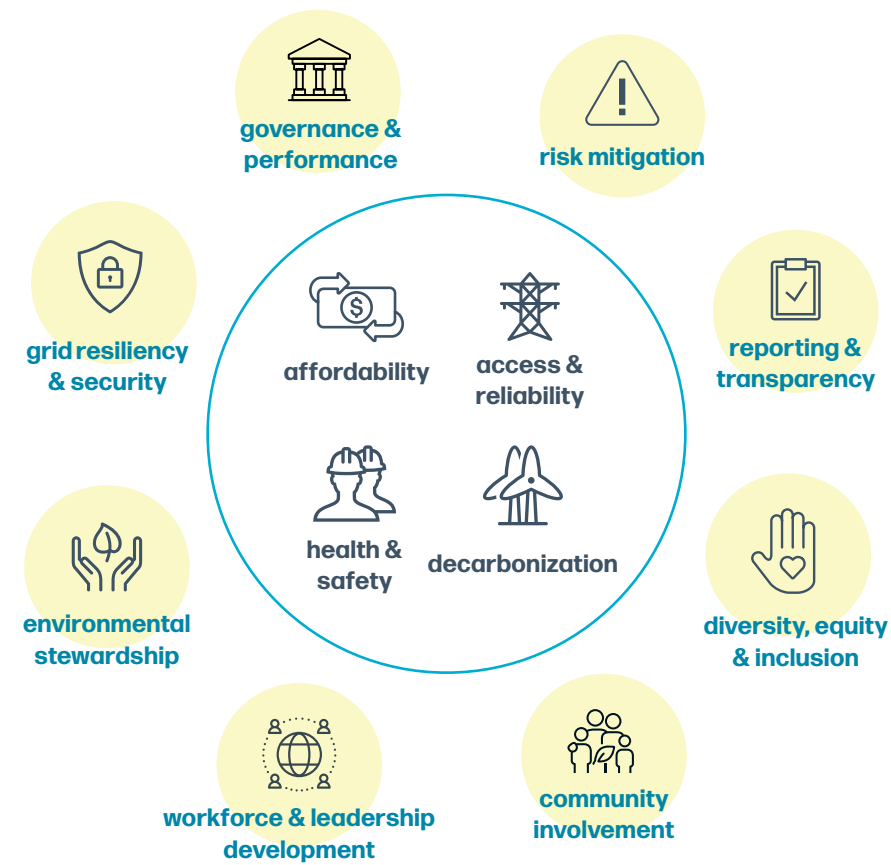 governance &
performance
risk mitigation
grid resiliency
& security
reporting &
transparency
$
affordability
access &
reliability
health &
safety
decarbonization
environmental
stewardship
diversity, equity
& inclusion
workforce & leadership
development
community
involvement